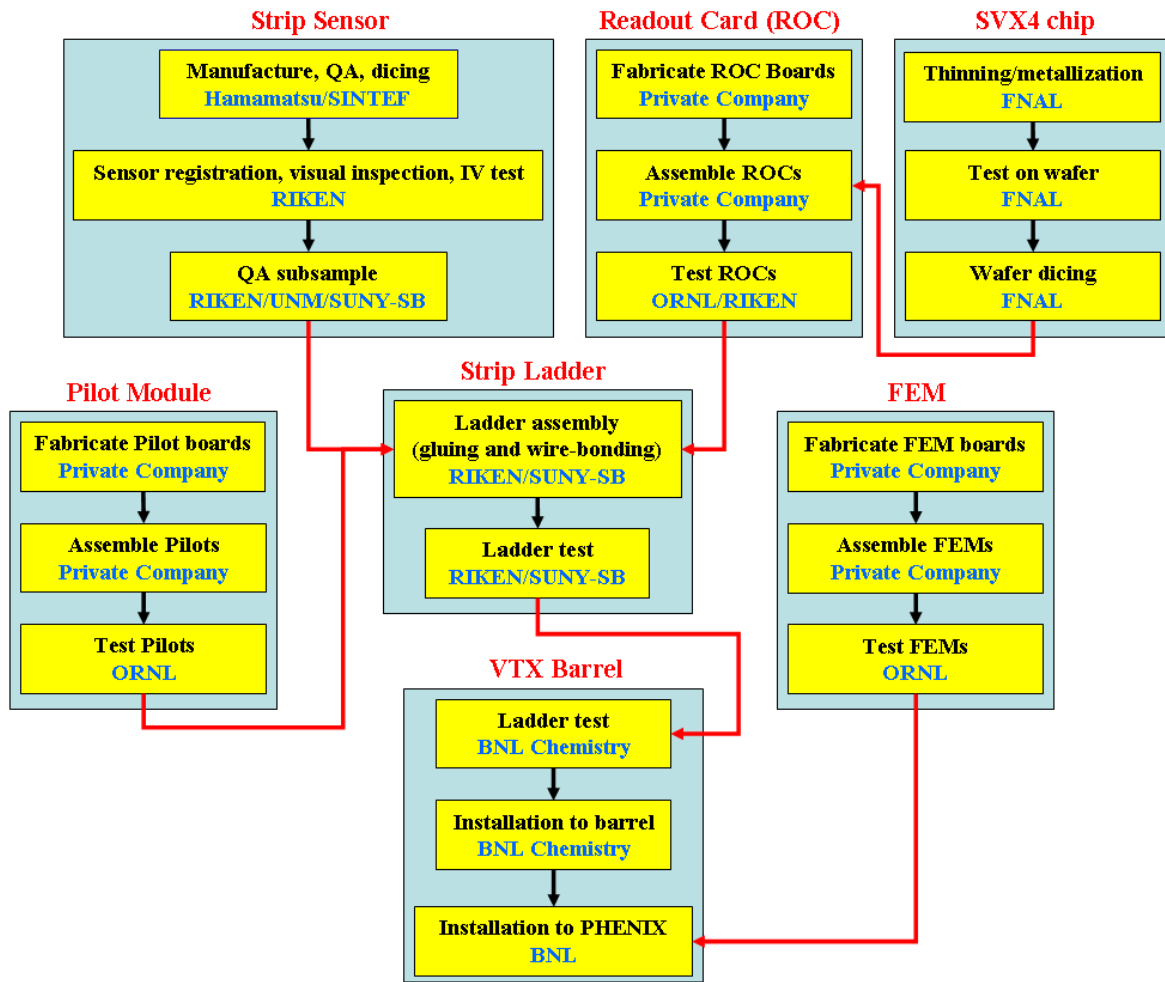 Strip Sensor
Manufacture, QA, dicing
Hamamatsu/SINTEF
Sensor registration, visual inspection, IV test
RIKEN
QA subsample
RIKEN/UNM/SUNY-SB
Readout Card (ROC)
Fabricate ROC Boards
Private Company
Assemble ROCs
Private Company
Test ROCs
ORNL/RIKEN
SVX4 chip
Thinning/metallization
FNAL
Test on wafer
FNAL
Wafer dicing
FNAL
Pilot Module
Fabricate Pilot boards
Private Company
Assemble Pilots
Private Company
Test Pilots
ORNL
Strip Ladder
Ladder assembly
(gluing and wire-bonding)
RIKEN/SUNY-SB
Ladder test
RIKEN/SUNY-SB
FEM
Fabricate FEM boards
Private Company
Assemble FEMs
Private Company
Test FEMs
ORNL
VTX Barrel
Ladder test
BNL Chemistry
Installation to barrel
BNL Chemistry
Installation to PHENIX
BNL